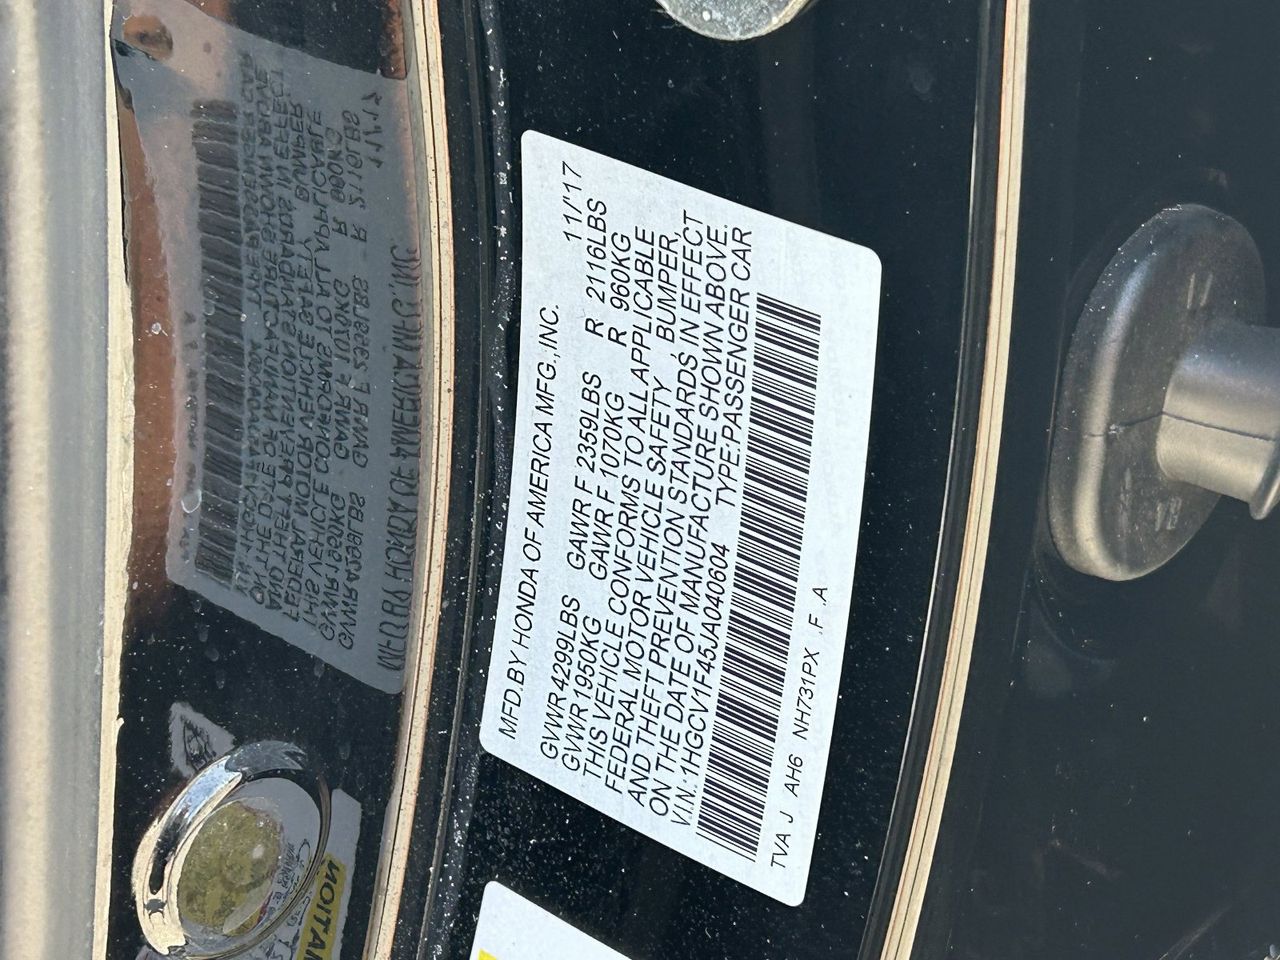 MFD.BY HONDA OF AMERICA MFG.,INC. 11/'17
GVWR 4299LBS GAWR F 2359LBS R 2116LBS
GVWR 1950KG GAWR F 1070KG R 960KG
THIS VEHICLE CONFORMS TO ALL APPLICABLE
FEDERAL MOTOR VEHICLE SAFETY , BUMPER,
AND THEFT PREVENTION STANDARDS IN EFFECT
ON THE DATE OF MANUFACTURE SHOWN ABOVE.
V.I.N.:1HGCV1F45JA040604 TYPE:PASSENGER CAR
TVA J AH6 NH731PX .F .A